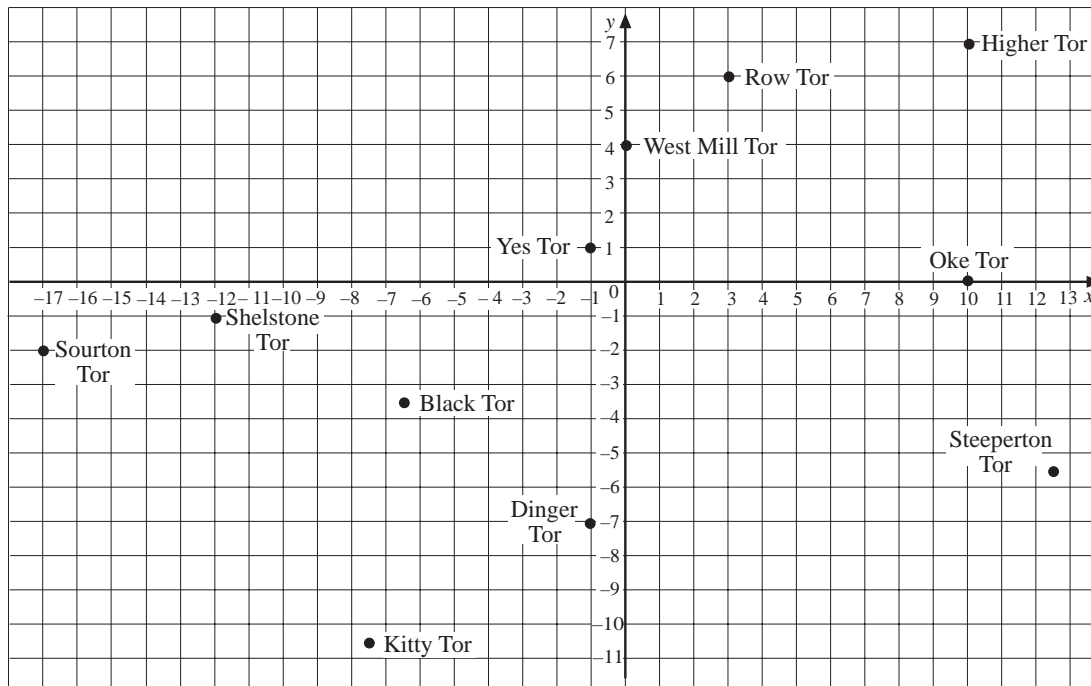 y
7
Higher Tor
6
Row Tor
5
4
West Mill Tor
3
2
Yes Tor
1
Oke Tor
–17 –16 –15 –14 –13 –12 –11 –10 –9 –8 –7 –6 –5 –4 –3 –2 –1 0 1 2 3 4 5 6 7 8 9 10 11 12 13 x
–1
Shelstone
Tor
–2
Sourton
Tor
–3
Black Tor
–4
Steeperton
Tor
–5
–6
Dinger
Tor
–7
–8
–9
–10
Kitty Tor
–11